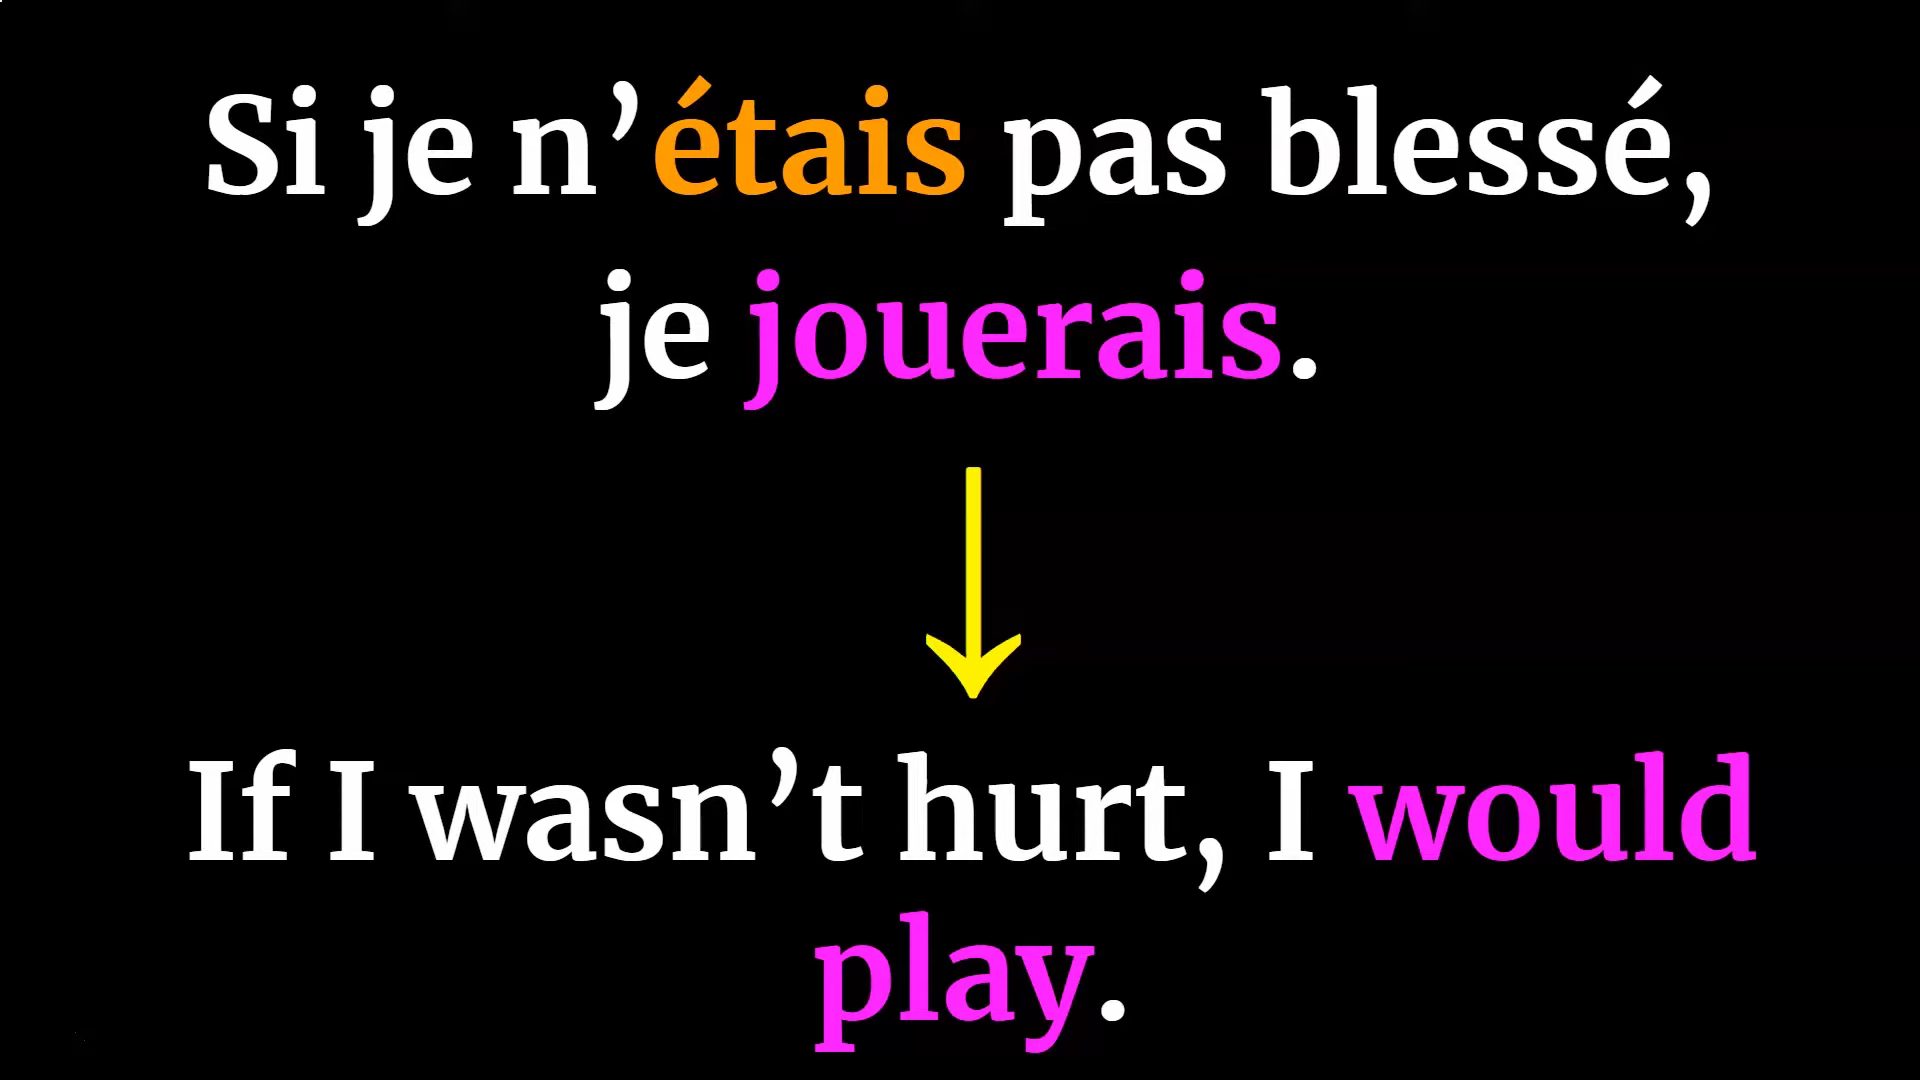 Si je n’étais pas blessé,
je jouerais.
If I wasn’t hurt, I would
play.